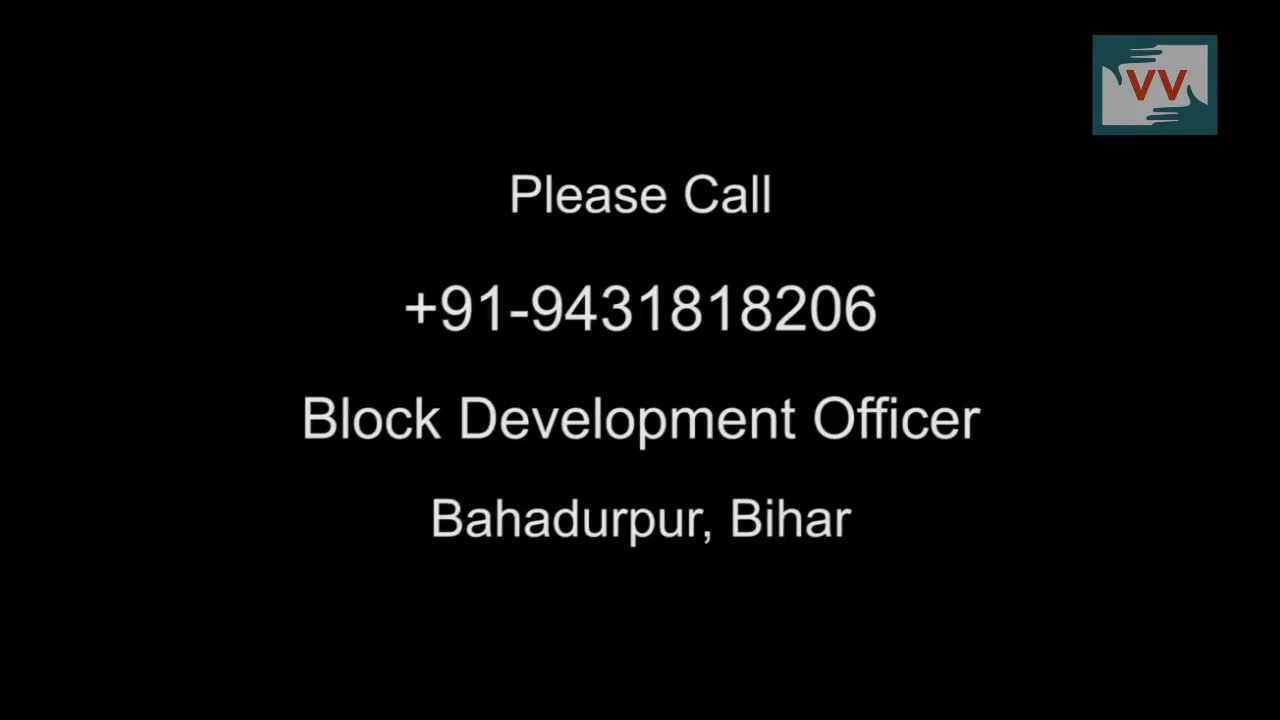 VV
Please Call
+91-9431818206
Block Development Officer
Bahadurpur, Bihar